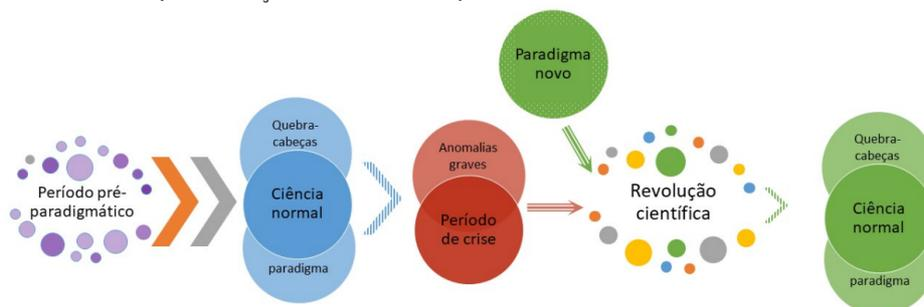 Período pré-
paradigmático
Quebra-
cabeças
Ciência
normal
paradigma
Anomalias
graves
Período
de crise
Paradigma
novo
Revolução
científica
Quebra-
cabeças
Ciência
normal
paradigma